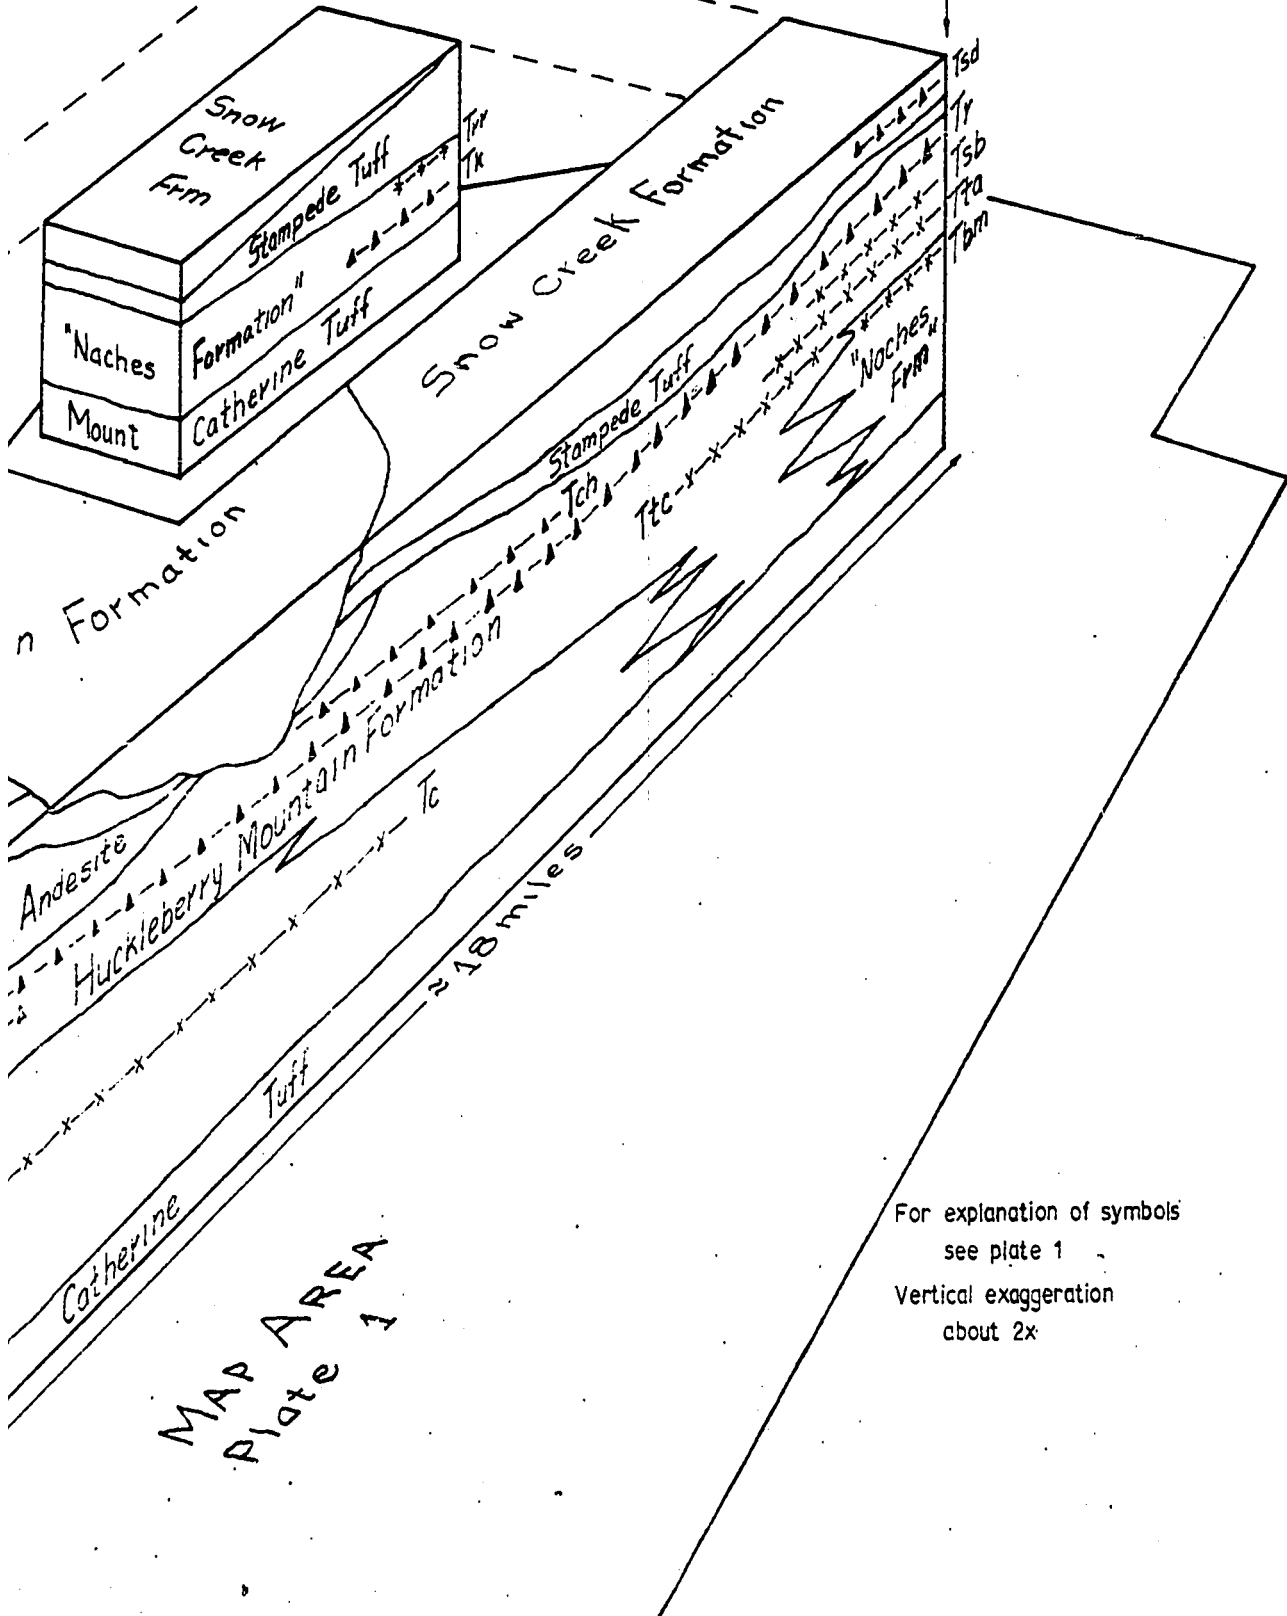 Snow
Creek
Frm
Stampede Tuff
Trr
Tk
"Naches
Formation"
Mount
Catherine Tuff
Snow Creek Formation
Tsd
Tr
Tsb
Tta
Tbm
"Naches"
Frm
Stampede Tuff
Tch
Ttc
n Formation
Andesite
Huckleberry Mountain Formation
Tc
≈ 18 miles
Catherine Tuff
MAP AREA
Plate 1
For explanation of symbols
see plate 1
Vertical exaggeration
about 2x